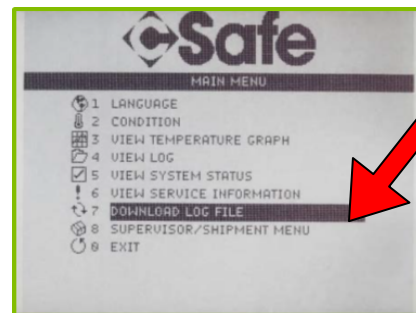 CSafe
MAIN MENU
1 LANGUAGE
2 CONDITION
3 VIEW TEMPERATURE GRAPH
4 VIEW LOG
5 VIEW SYSTEM STATUS
6 VIEW SERVICE INFORMATION
7 DOWNLOAD LOG FILE
8 SUPERVISOR/SHIPMENT MENU
0 EXIT